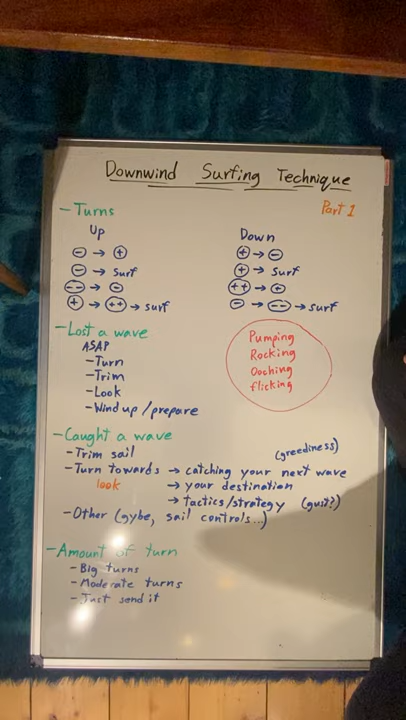 Downwind Surfing Technique
Part 1
- Turns
Up
⊖ → ⊕
⊖ → surf
(--) → ⊖
⊕ → (++) → surf
Down
⊕ → ⊖
⊕ → surf
(++) → ⊕
⊖ → (--) → surf
- Lost a wave
ASAP
- Turn
- Trim
- Look
- Wind up / prepare
Pumping
Rocking
Ooching
flicking
- Caught a wave
- Trim sail
(greediness)
- Turn towards → catching your next wave
look → your destination
→ tactics/strategy (gust?)
- Other (gybe, sail controls...)
- Amount of turn
- Big turns
- Moderate turns
- Just send it